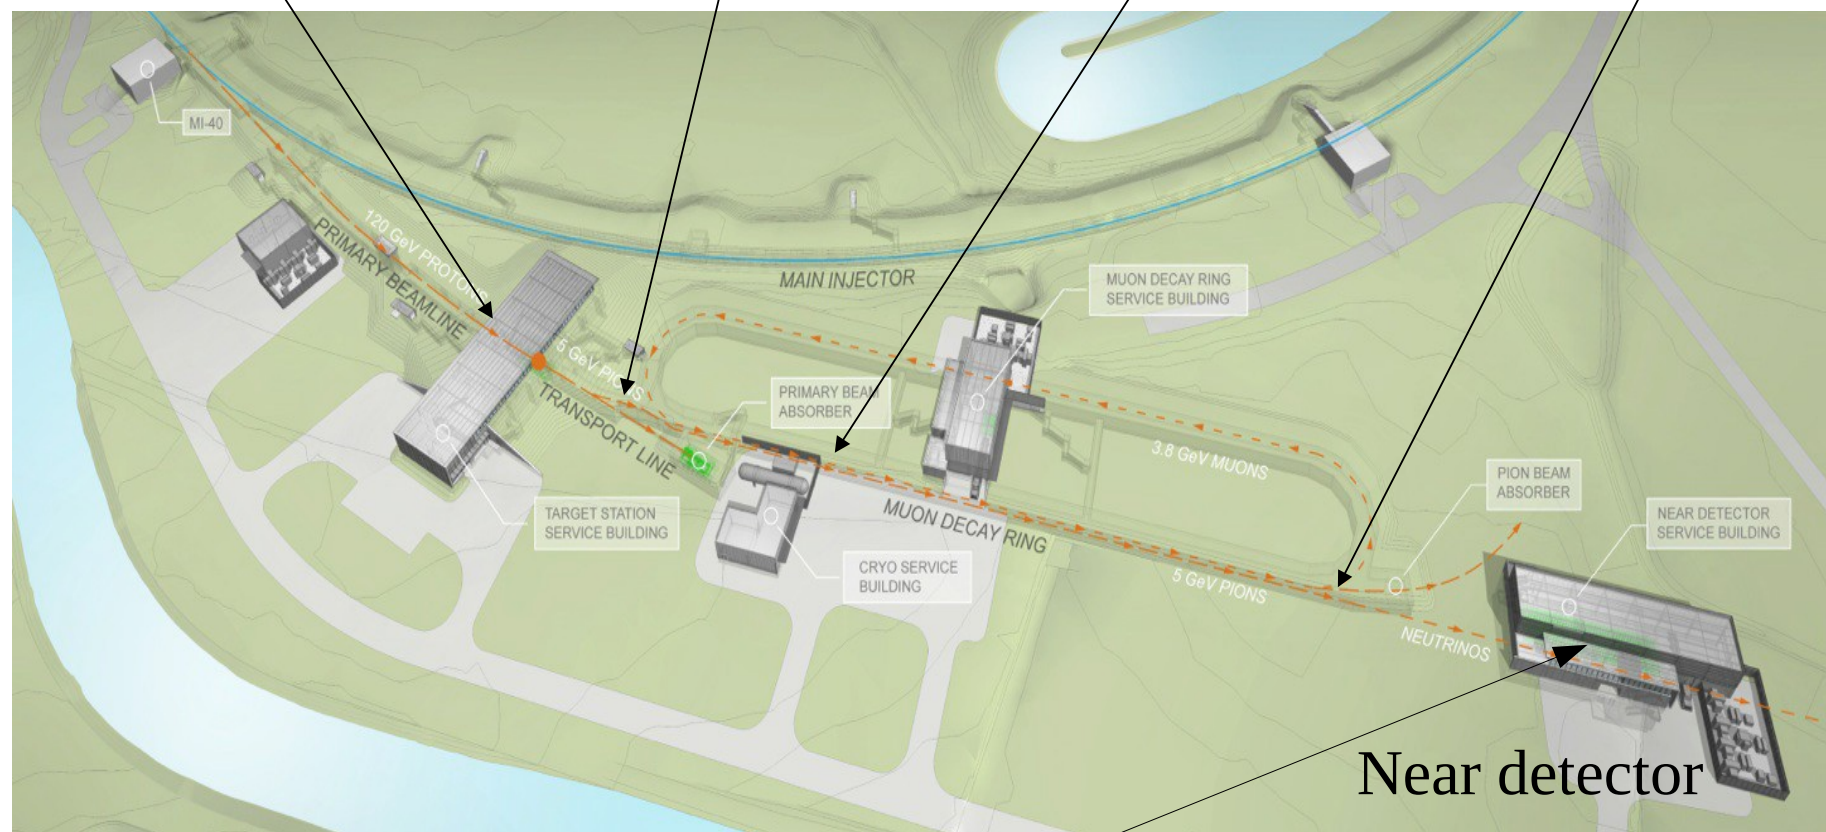 MI-40
120 GeV PROTONS
PRIMARY BEAMLINE
MAIN INJECTOR
MUON DECAY RING
SERVICE BUILDING
5 GeV PIONS
PRIMARY BEAM
ABSORBER
TRANSPORT LINE
3.8 GeV MUONS
PION BEAM
ABSORBER
TARGET STATION
SERVICE BUILDING
MUON DECAY RING
NEAR DETECTOR
SERVICE BUILDING
CRYO SERVICE
BUILDING
5 GeV PIONS
NEUTRINOS
Near detector